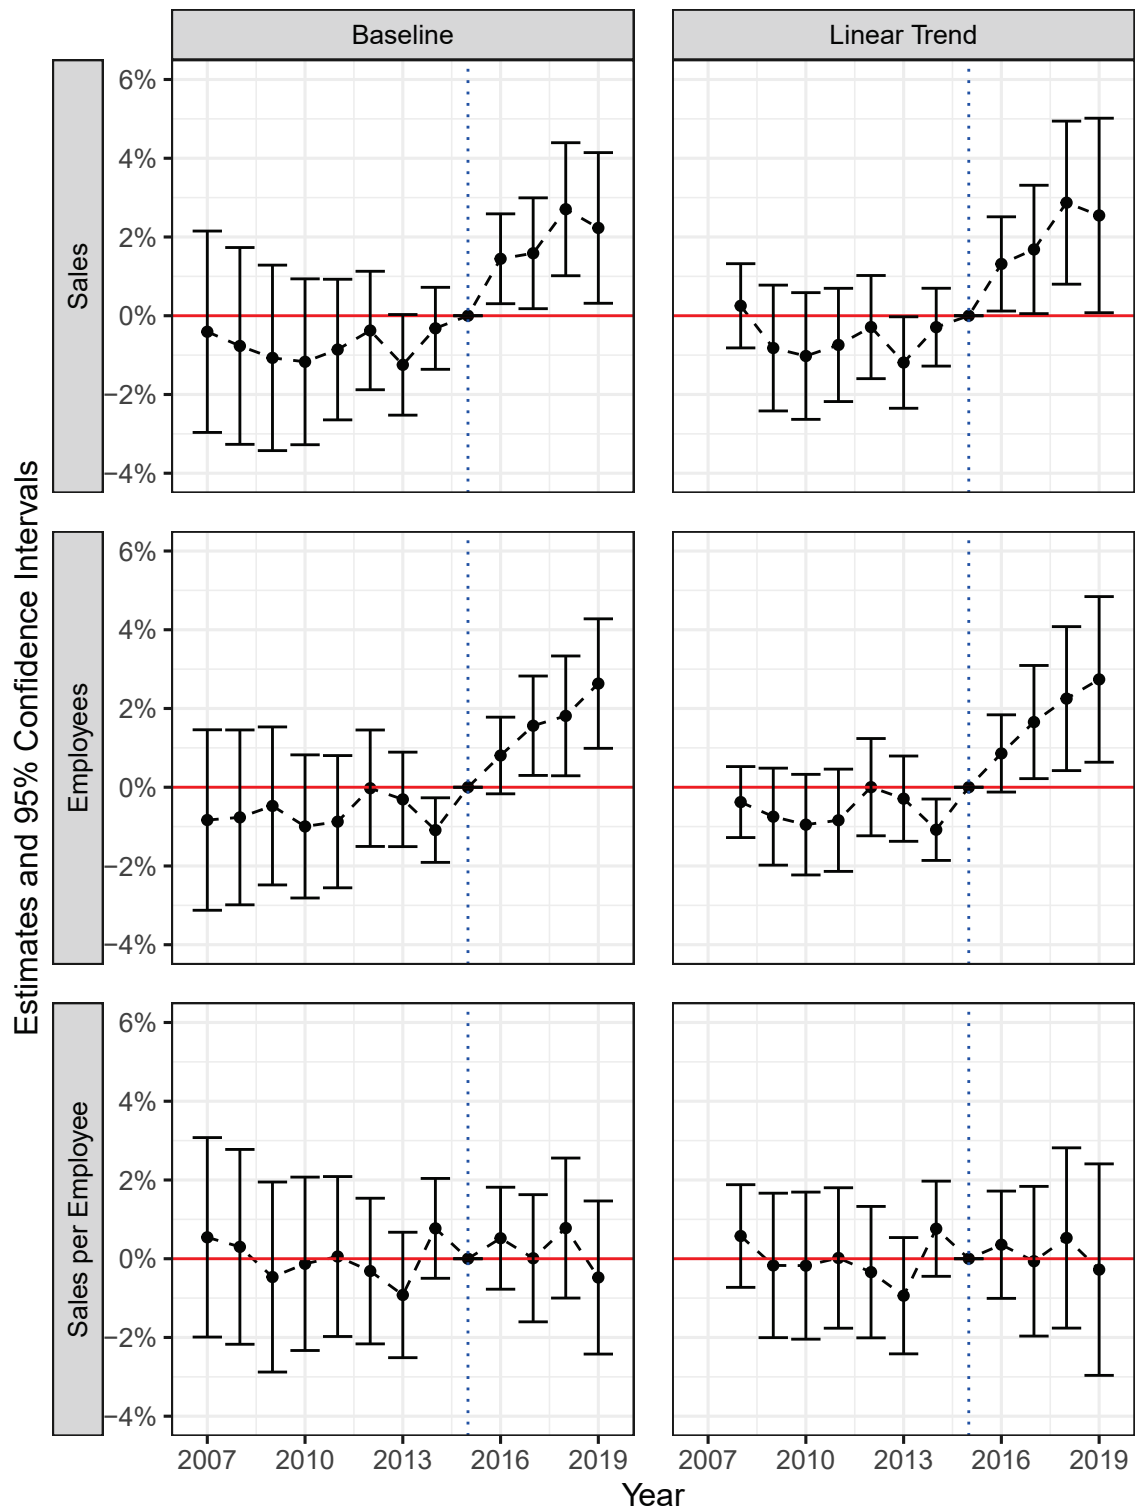 Baseline
Linear Trend
Estimates and 95% Confidence Intervals
Sales
6%
4%
2%
0%
−2%
−4%
Employees
6%
4%
2%
0%
−2%
−4%
Sales per Employee
6%
4%
2%
0%
−2%
−4%
2007 2010 2013 2016 2019
2007 2010 2013 2016 2019
Year